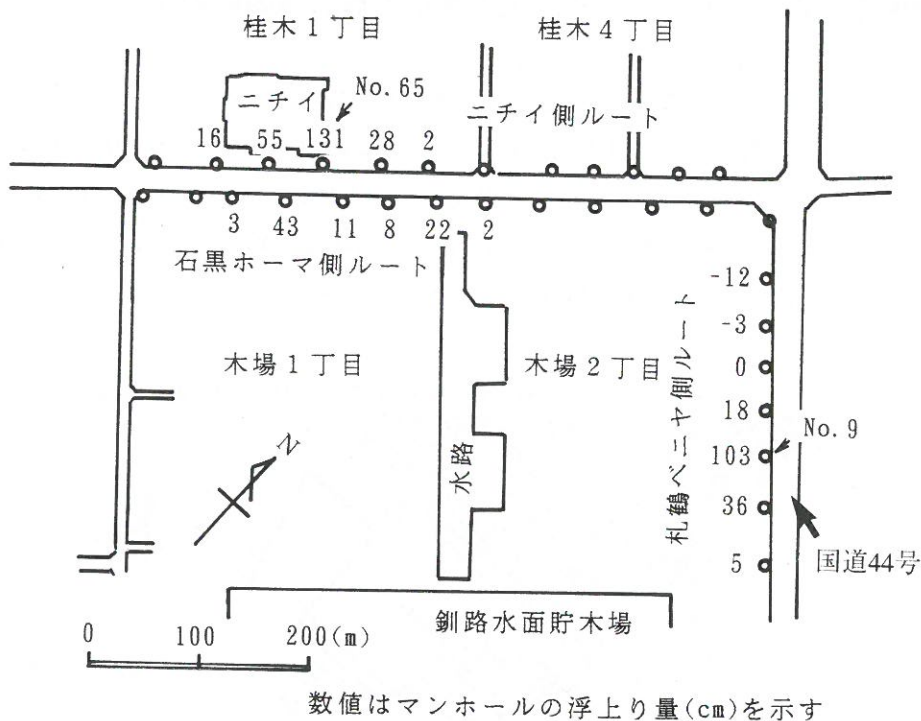 桂木1丁目
桂木4丁目
ニチイ
No.65
ニチイ側ルート
16 55 131 28 2
3 43 11 8 22 2
石黒ホーマ側ルート
-12
-3
0
18
103
36
5
札鶴ベニヤ側ルート
No.9
国道44号
木場1丁目
木場2丁目
水路
N
釧路水面貯木場
0 100 200(m)
数値はマンホールの浮上り量(cm)を示す